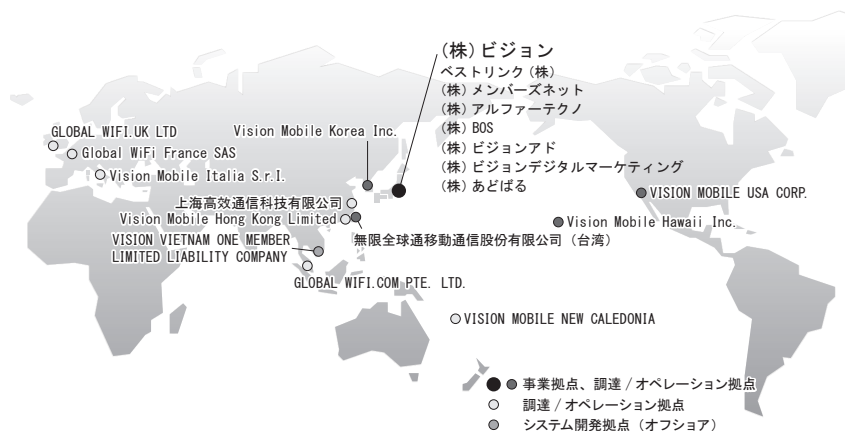 (株)ビジョン
ベストリンク(株)
(株)メンバーズネット
(株)アルファーテクノ
(株)BOS
(株)ビジョンアド
(株)ビジョンデジタルマーケティング
(株)あどばる
GLOBAL WIFI.UK LTD
Global WiFi France SAS
Vision Mobile Italia S.r.I.
Vision Mobile Korea Inc.
上海高效通信科技有限公司
Vision Mobile Hong Kong Limited
無限全球通移動通信股份有限公司(台湾)
VISION VIETNAM ONE MEMBER
LIMITED LIABILITY COMPANY
GLOBAL WIFI.COM PTE. LTD.
VISION MOBILE USA CORP.
Vision Mobile Hawaii Inc.
VISION MOBILE NEW CALEDONIA
事業拠点、調達/オペレーション拠点
調達/オペレーション拠点
システム開発拠点(オフショア)